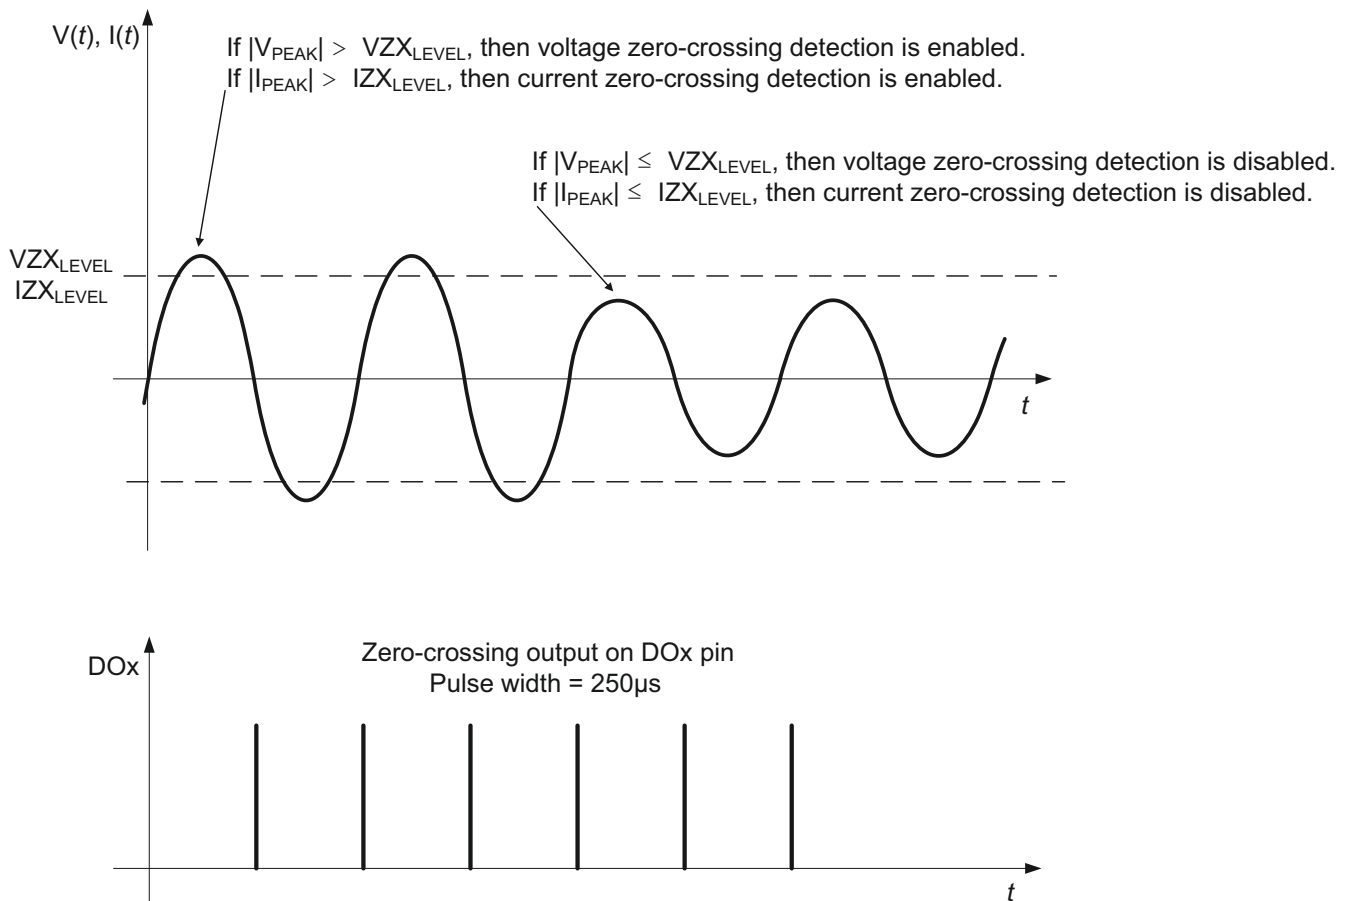 V(t), I(t)
If |VPEAK| > VZXLEVEL, then voltage zero-crossing detection is enabled.
If |IPEAK| > IZXLEVEL, then current zero-crossing detection is enabled.
If |VPEAK| ≤ VZXLEVEL, then voltage zero-crossing detection is disabled.
If |IPEAK| ≤ IZXLEVEL, then current zero-crossing detection is disabled.
VZXLEVEL
IZXLEVEL
t
DOx
Zero-crossing output on DOx pin
Pulse width = 250µs
t